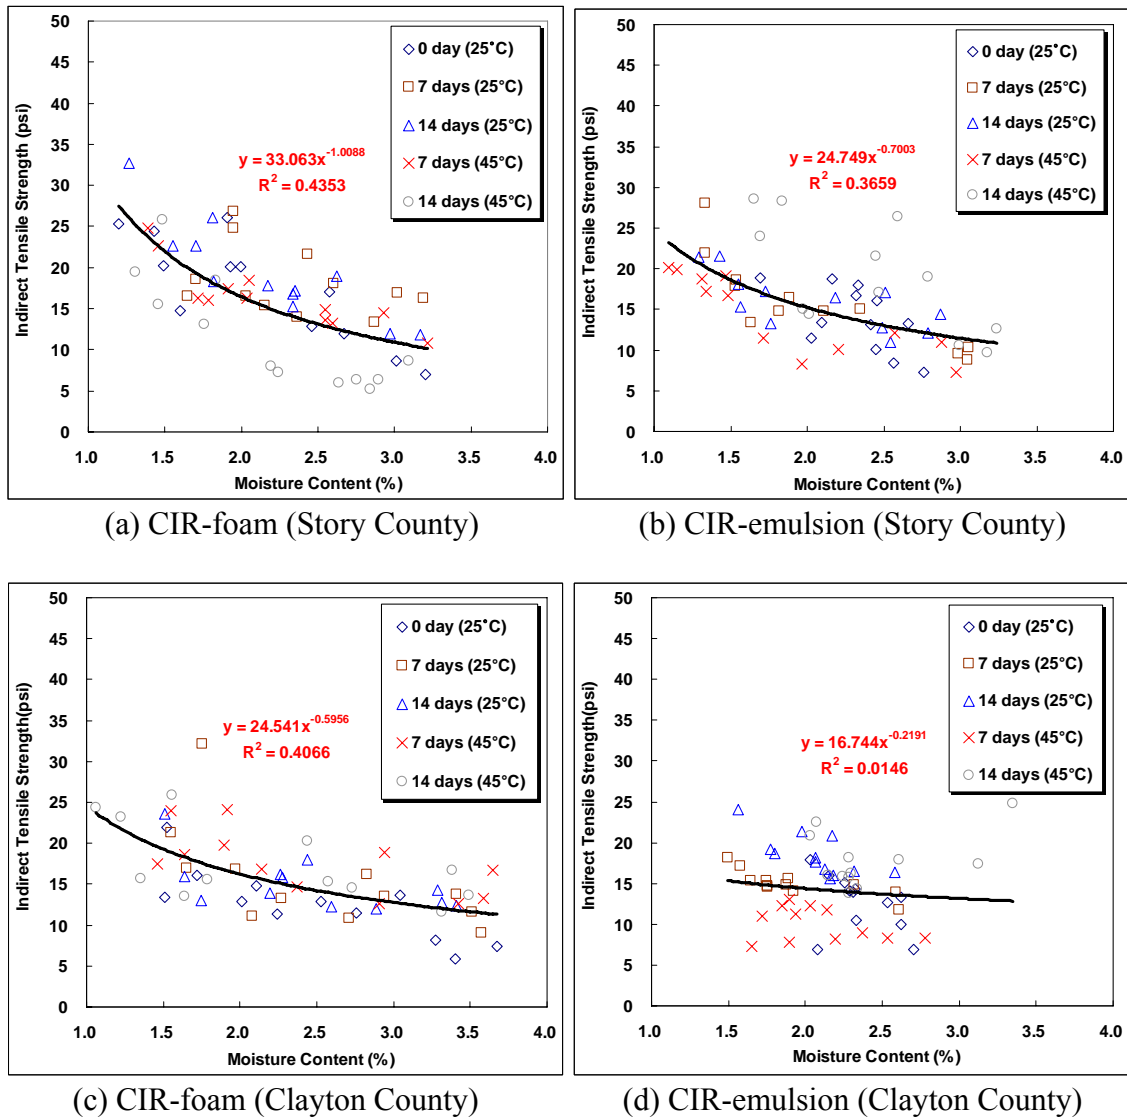 50
45
40
35
30
25
20
15
10
5
0
Indirect Tensile Strength (psi)
0 day (25°C)
7 days (25°C)
14 days (25°C)
7 days (45°C)
14 days (45°C)
y = 33.063x^-1.0088
R² = 0.4353
1.0 1.5 2.0 2.5 3.0 3.5 4.0
Moisture Content (%)
(a) CIR-foam (Story County)
50
45
40
35
30
25
20
15
10
5
0
Indirect Tensile Strength (psi)
0 day (25°C)
7 days (25°C)
14 days (25°C)
7 days (45°C)
14 days (45°C)
y = 24.749x^-0.7003
R² = 0.3659
1.0 1.5 2.0 2.5 3.0 3.5 4.0
Moisture Content (%)
(b) CIR-emulsion (Story County)
50
45
40
35
30
25
20
15
10
5
0
Indirect Tensile Strength(psi)
0 day (25°C)
7 days (25°C)
14 days (25°C)
7 days (45°C)
14 days (45°C)
y = 24.541x^-0.5956
R² = 0.4066
1.0 1.5 2.0 2.5 3.0 3.5 4.0
Moisture Content (%)
(c) CIR-foam (Clayton County)
50
45
40
35
30
25
20
15
10
5
0
Indirect Tensile Strength(psi)
0 day (25°C)
7 days (25°C)
14 days (25°C)
7 days (45°C)
14 days (45°C)
y = 16.744x^-0.2191
R² = 0.0146
1.0 1.5 2.0 2.5 3.0 3.5 4.0
Moisture Content (%)
(d) CIR-emulsion (Clayton County)